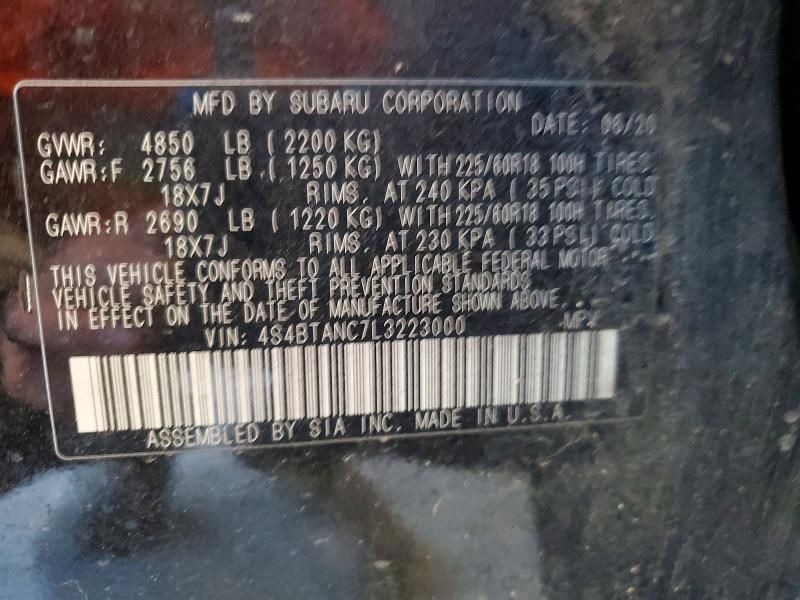 MFD BY SUBARU CORPORATION
DATE: 06/20
GVWR: 4850 LB ( 2200 KG)
GAWR:F 2756 LB ( 1250 KG) WITH 225/60R18 100H TIRES
18X7J RIMS. AT 240 KPA ( 35 PSI) COLD
GAWR:R 2690 LB ( 1220 KG) WITH 225/60R18 100H TIRES.
18X7J RIMS. AT 230 KPA ( 33 PSI) COLD
THIS VEHICLE CONFORMS TO ALL APPLICABLE FEDERAL MOTOR
VEHICLE SAFETY AND THEFT PREVENTION STANDARDS
IN EFFECT ON THE DATE OF MANUFACTURE SHOWN ABOVE.
VIN: 4S4BTANC7L3223000 MPV
ASSEMBLED BY SIA INC. MADE IN U.S.A.